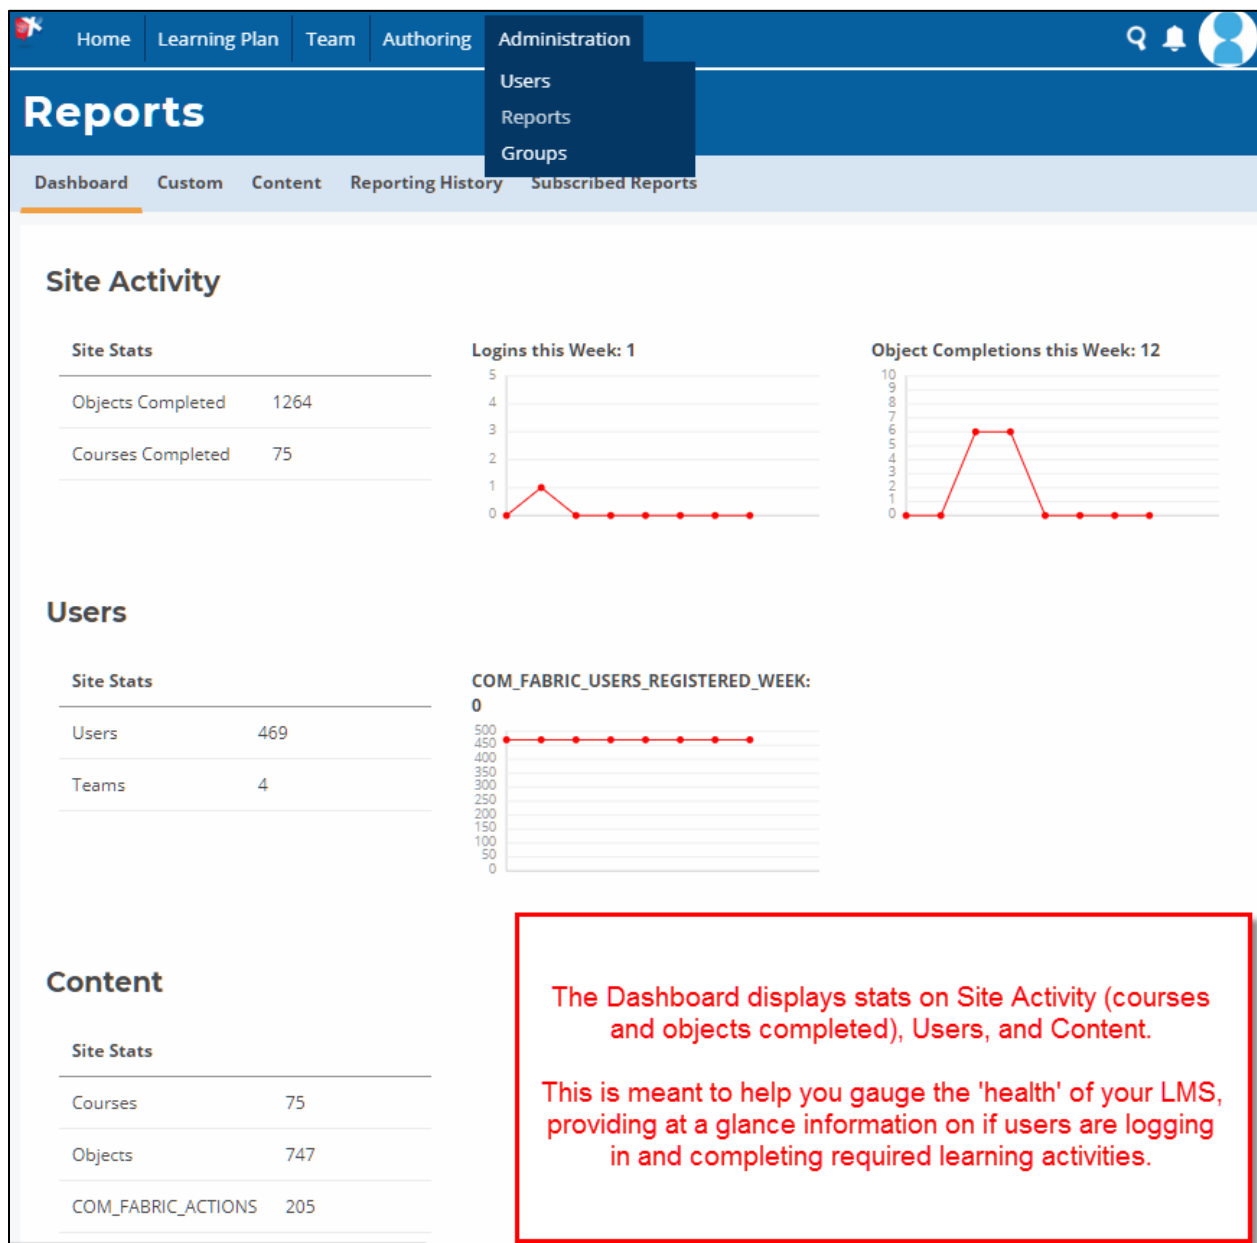 Home Learning Plan Team Authoring Administration
Users
Reports
Groups
Reports
Dashboard Custom Content Reporting History Subscribed Reports
Site Activity
Site Stats
Objects Completed 1264
Courses Completed 75
Logins this Week: 1
5
4
3
2
1
0
Object Completions this Week: 12
10
9
8
7
6
5
4
3
2
1
0
Users
Site Stats
Users 469
Teams 4
COM_FABRIC_USERS_REGISTERED_WEEK:
0
500
450
400
350
300
250
200
150
100
50
0
Content
Site Stats
Courses 75
Objects 747
COM_FABRIC_ACTIONS 205
The Dashboard displays stats on Site Activity (courses
and objects completed), Users, and Content.
This is meant to help you gauge the 'health' of your LMS,
providing at a glance information on if users are logging
in and completing required learning activities.